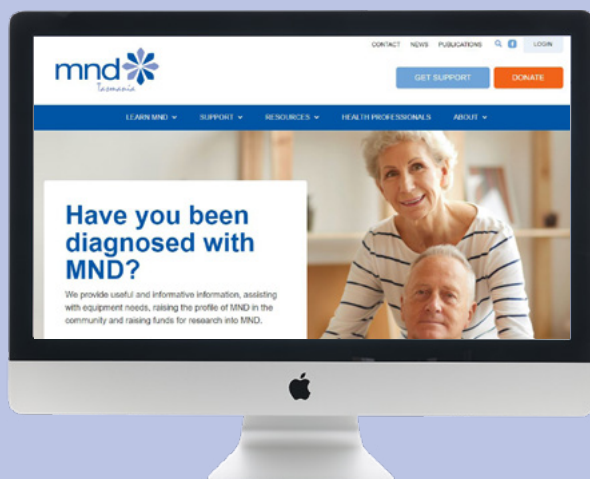 CONTACT NEWS PUBLICATIONS LOGIN
mnd
Tasmania
GET SUPPORT DONATE
LEARN MND SUPPORT RESOURCES HEALTH PROFESSIONALS ABOUT
Have you been
diagnosed with
MND?
We provide useful and informative information, assisting
with equipment needs, raising the profile of MND in the
community and raising funds for research into MND.